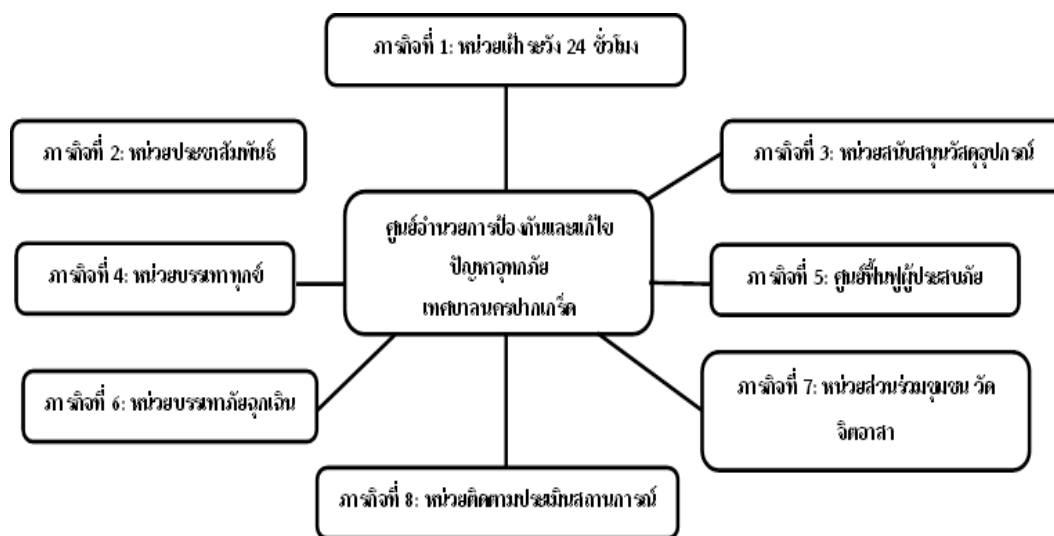 ภารกิจที่ 1: หน่วยเฝ้าระวัง 24 ชั่วโมง
ภารกิจที่ 2: หน่วยประชาสัมพันธ์
ภารกิจที่ 3: หน่วยสนับสนุนวัสดุอุปกรณ์
ศูนย์อำนวยการป้องกันและแก้ไข
ปัญหาอุทกภัย
เทศบาลนครปากเกร็ด
ภารกิจที่ 4: หน่วยบรรเทาทุกข์
ภารกิจที่ 5: ศูนย์ฟื้นฟูผู้ประสบภัย
ภารกิจที่ 6: หน่วยบรรเทาภัยฉุกเฉิน
ภารกิจที่ 7: หน่วยส่วนร่วมชุมชน วัด
จิตอาสา
ภารกิจที่ 8: หน่วยติดตามประเมินสถานการณ์